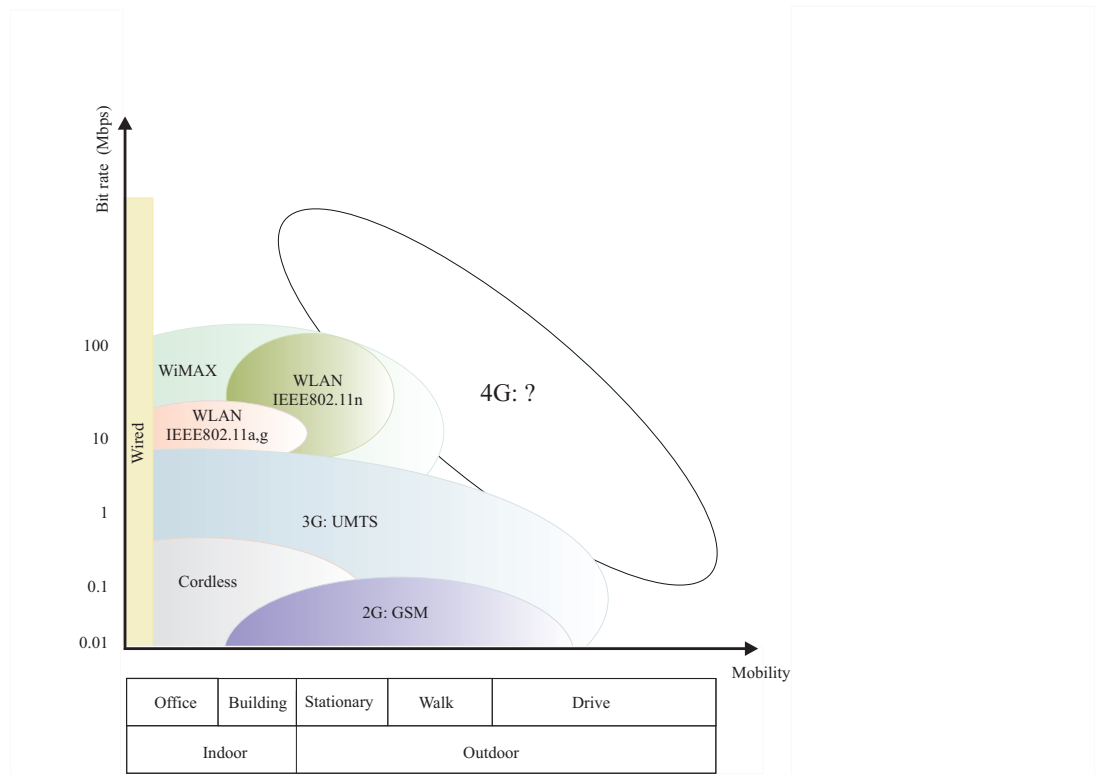 Bit rate (Mbps)
100
10
1
0.1
0.01
Wired
WiMAX
WLAN
IEEE802.11n
WLAN
IEEE802.11a,g
4G: ?
3G: UMTS
Cordless
2G: GSM
Mobility
Office Building Stationary Walk Drive
Indoor Outdoor